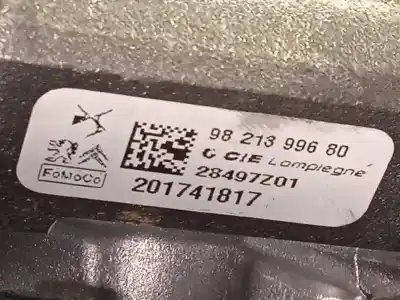 98 213 996 80
C CIE Compiegne
28497Z01
201741817
FoMoCo